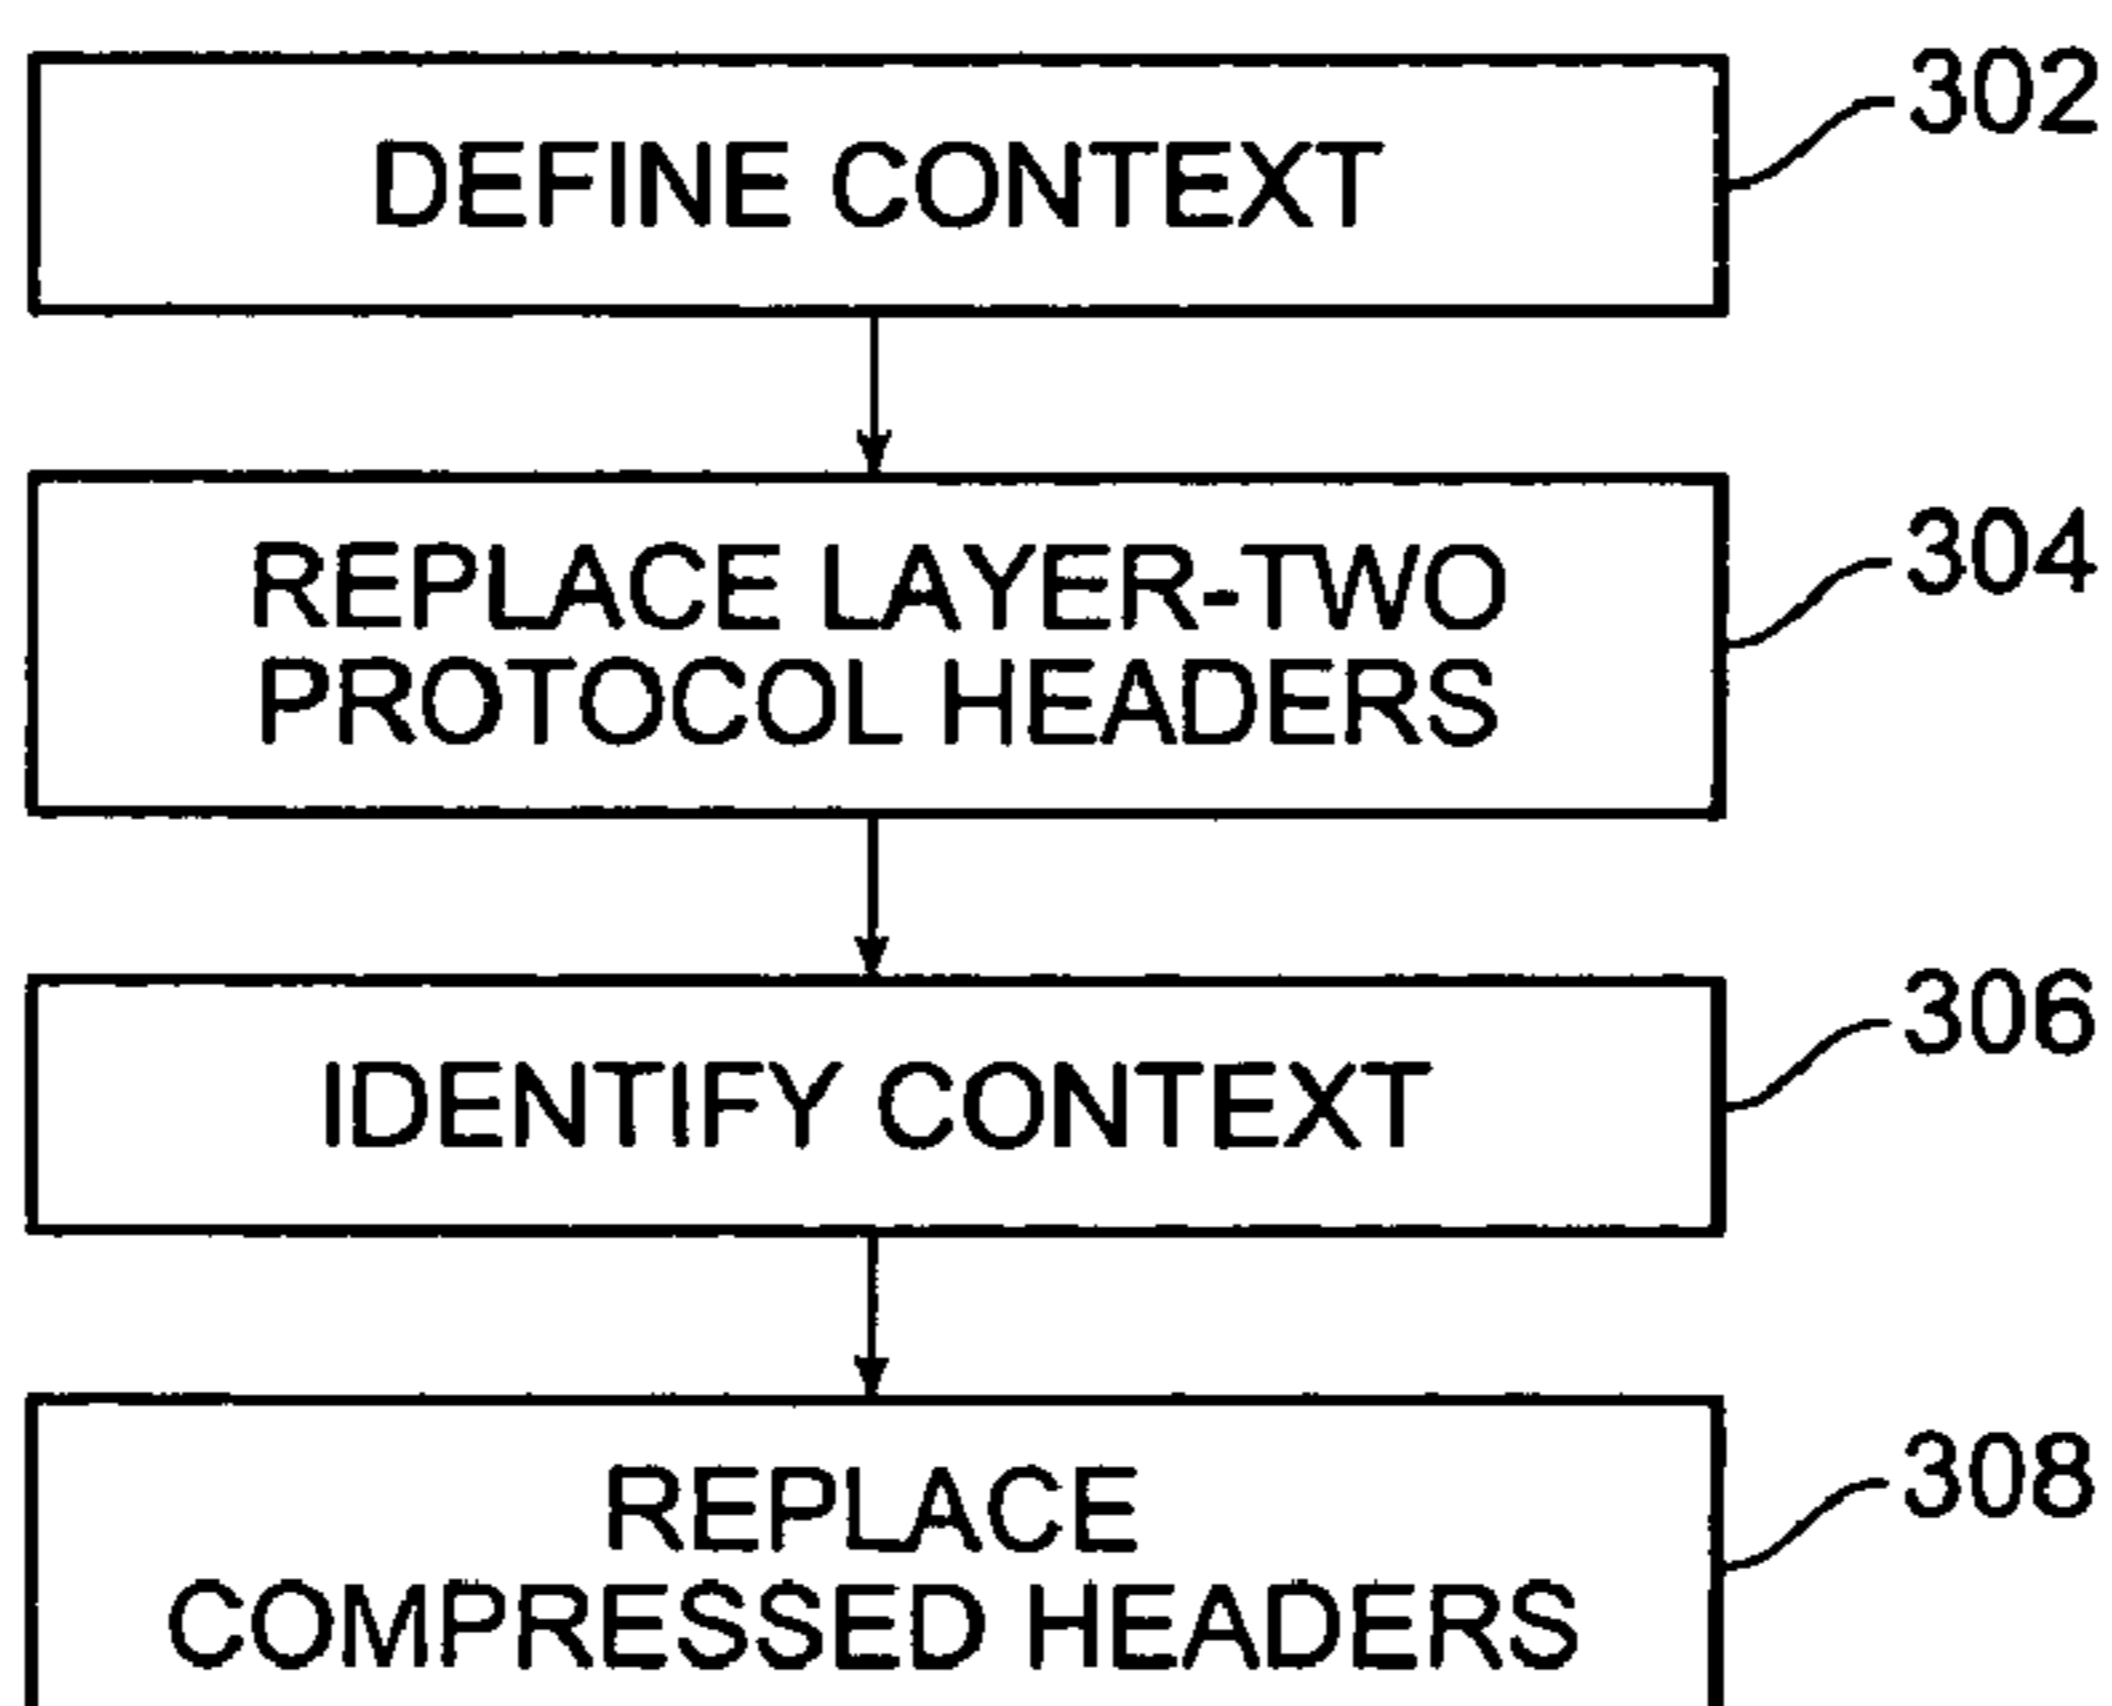 302
DEFINE CONTEXT
304
REPLACE LAYER-TWO
PROTOCOL HEADERS
306
IDENTIFY CONTEXT
308
REPLACE
COMPRESSED HEADERS